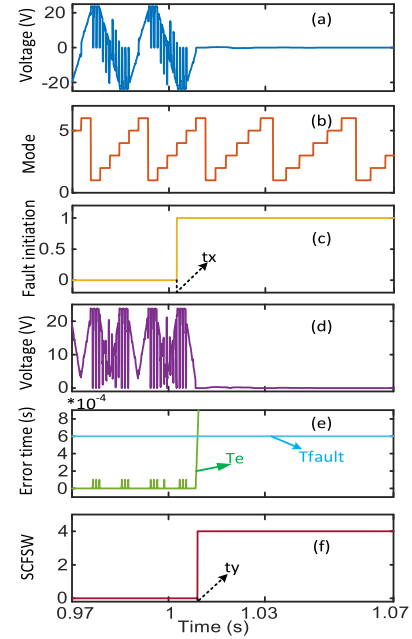 Voltage (V)
20
0
-20
(a)
Mode
5
0
(b)
Fault initiation
1
0.5
0
(c)
tx
Voltage (V)
20
10
0
(d)
*10^-4
Error time (s)
8
6
4
2
0
(e)
Te
Tfault
SCFSW
4
2
0
(f)
ty
0.97
1
1.03
1.07
Time (s)